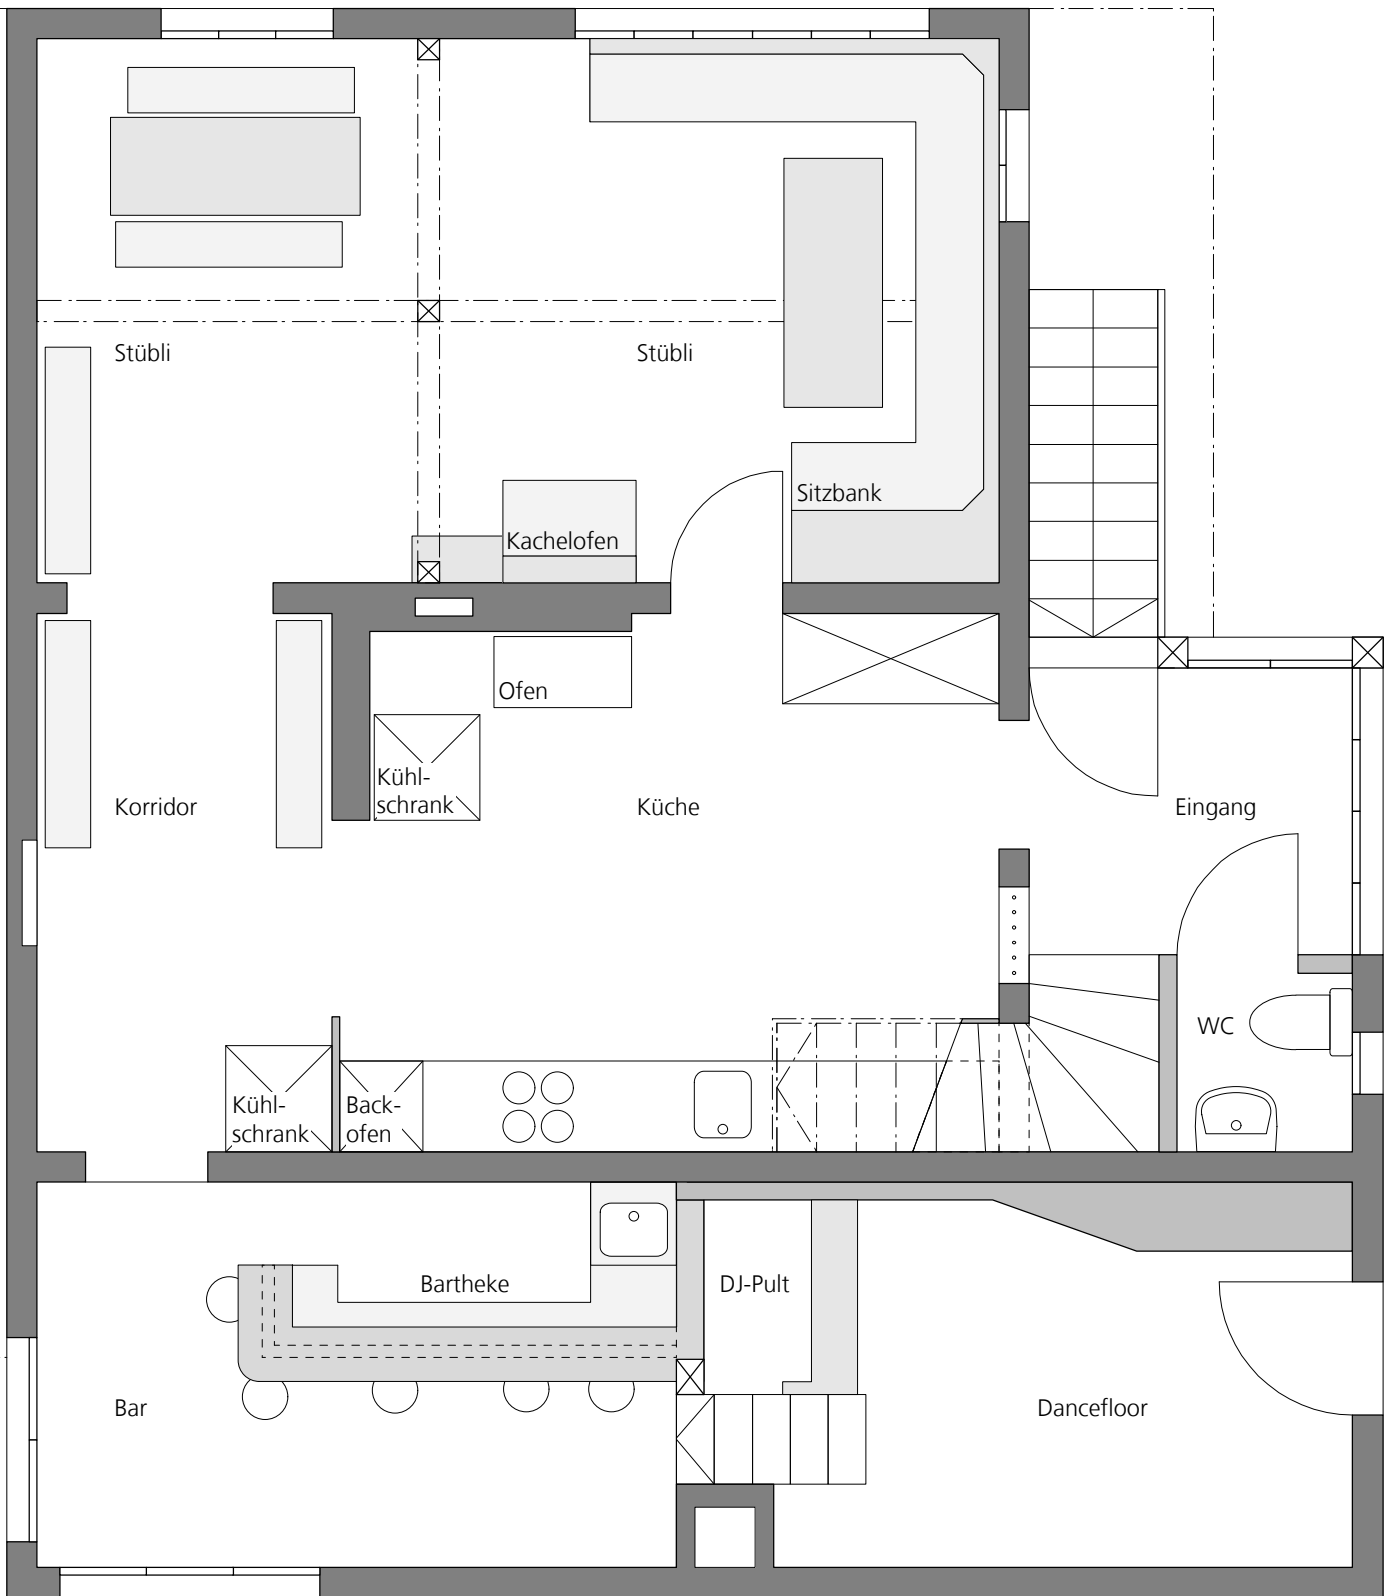 Stübli
Stübli
Sitzbank
Kachelofen
Ofen
Kühl-
schrank
Korridor
Küche
Eingang
WC
Kühl-
schrank
Back-
ofen
Bartheke
DJ-Pult
Bar
Dancefloor